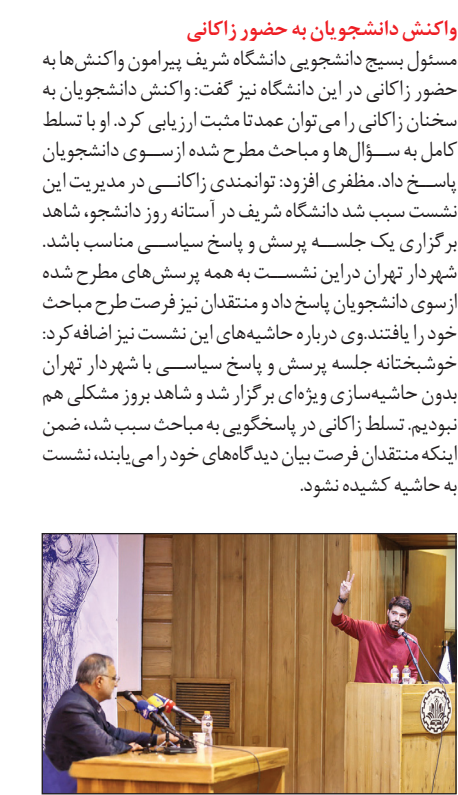 واکنش دانشجویان به حضور زاکانی
مسئول بسیج دانشجویی دانشگاه شریف پیرامون واکنش‌ها به
حضور زاکانی در این دانشگاه نیز گفت: واکنش دانشجویان به
سخنان زاکانی را می‌توان عمدتا مثبت ارزیابی کرد. او با تسلط
کامل به سؤال‌ها و مباحث مطرح شده ازسوی دانشجویان
پاسخ داد. مظفری افزود: توانمندی زاکانی در مدیریت این
نشست سبب شد دانشگاه شریف در آستانه روز دانشجو، شاهد
برگزاری یک جلسه پرسش و پاسخ سیاسی مناسب باشد.
شهردار تهران دراین نشست به همه پرسش‌های مطرح شده
ازسوی دانشجویان پاسخ داد و منتقدان نیز فرصت طرح مباحث
خود را یافتند.وی درباره حاشیه‌های این نشست نیز اضافه کرد:
خوشبختانه جلسه پرسش و پاسخ سیاسی با شهردار تهران
بدون حاشیه‌سازی ویژه‌ای برگزار شد و شاهد بروز مشکلی هم
نبودیم. تسلط زاکانی در پاسخگویی به مباحث سبب شد، ضمن
اینکه منتقدان فرصت بیان دیدگاه‌های خود را می‌یابند، نشست
به حاشیه کشیده نشود.